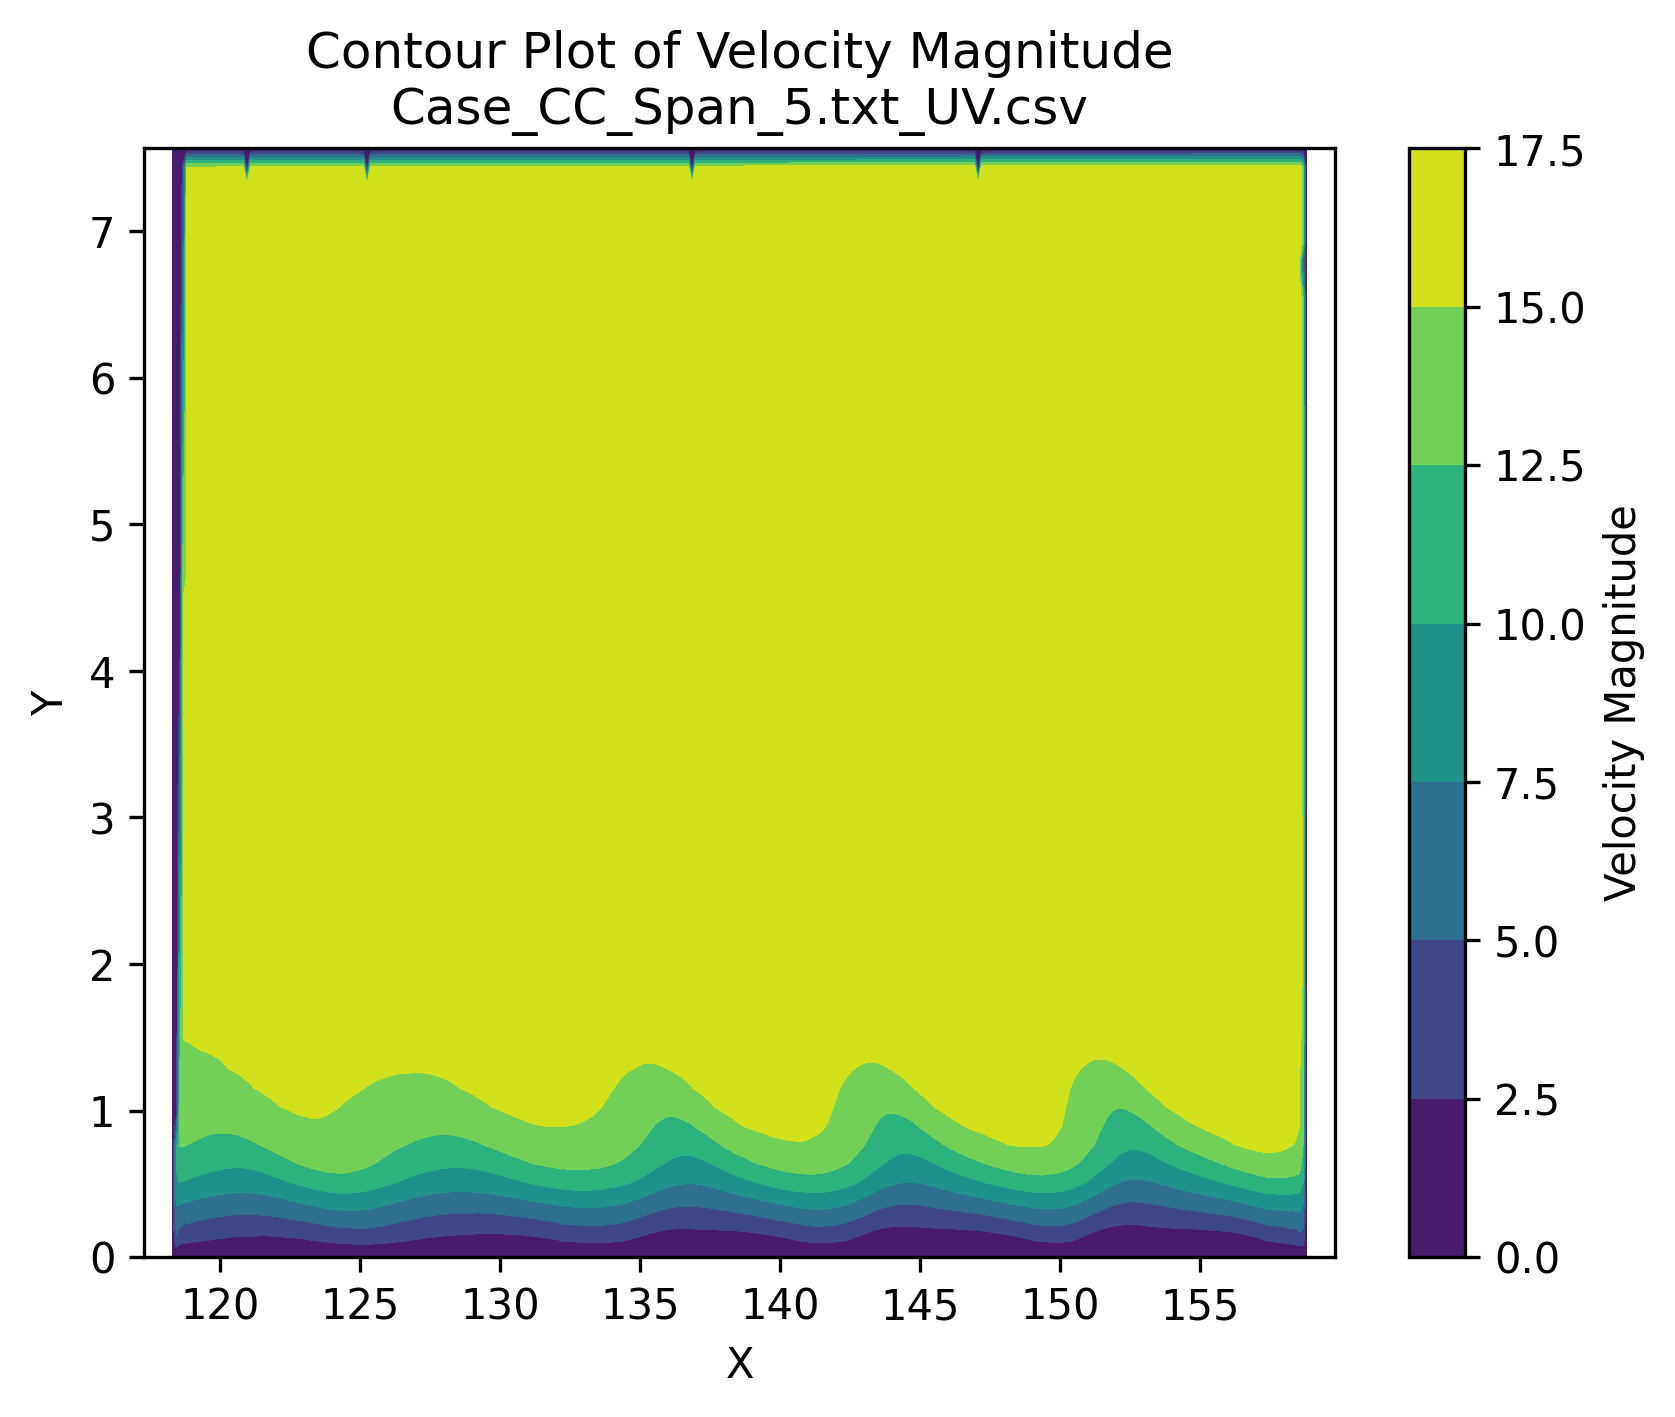 Contour Plot of Velocity Magnitude
Case_CC_Span_5.txt_UV.csv
7
6
5
4
3
2
1
0
Y
120 125 130 135 140 145 150 155
X
17.5
15.0
12.5
10.0
7.5
5.0
2.5
0.0
Velocity Magnitude